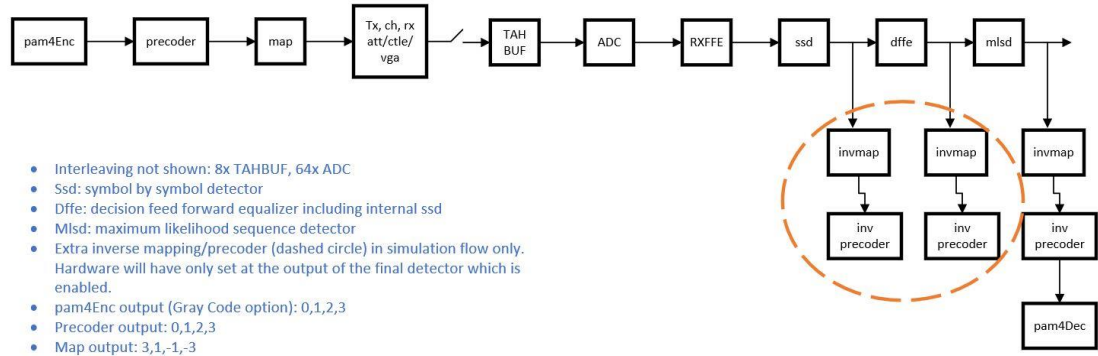 pam4Enc
precoder
map
Tx, ch, rx
att/ctle/
vga
TAH
BUF
ADC
RXFFE
ssd
dffe
mlsd
invmap
invmap
invmap
inv
precoder
inv
precoder
inv
precoder
pam4Dec
• Interleaving not shown: 8x TAHBUF, 64x ADC
• Ssd: symbol by symbol detector
• Dffe: decision feed forward equalizer including internal ssd
• Mlsd: maximum likelihood sequence detector
• Extra inverse mapping/precoder (dashed circle) in simulation flow only.
Hardware will have only set at the output of the final detector which is
enabled.
• pam4Enc output (Gray Code option): 0,1,2,3
• Precoder output: 0,1,2,3
• Map output: 3,1,-1,-3